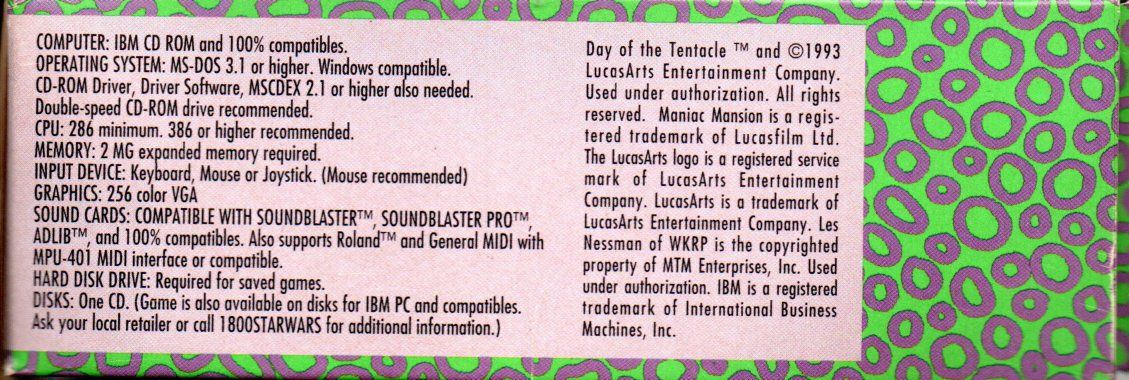 COMPUTER: IBM CD ROM and 100% compatibles.
OPERATING SYSTEM: MS-DOS 3.1 or higher. Windows compatible.
CD-ROM Driver, Driver Software, MSCDEX 2.1 or higher also needed.
Double-speed CD-ROM drive recommended.
CPU: 286 minimum. 386 or higher recommended.
MEMORY: 2 MG expanded memory required.
INPUT DEVICE: Keyboard, Mouse or Joystick. (Mouse recommended)
GRAPHICS: 256 color VGA
SOUND CARDS: COMPATIBLE WITH SOUNDBLASTER™, SOUNDBLASTER PRO™,
ADLIB™, and 100% compatibles. Also supports Roland™ and General MIDI with
MPU-401 MIDI interface or compatible.
HARD DISK DRIVE: Required for saved games.
DISKS: One CD. (Game is also available on disks for IBM PC and compatibles.
Ask your local retailer or call 1800STARWARS for additional information.)
Day of the Tentacle ™ and ©1993
LucasArts Entertainment Company.
Used under authorization. All rights
reserved. Maniac Mansion is a regis-
tered trademark of Lucasfilm Ltd.
The LucasArts logo is a registered service
mark of LucasArts Entertainment
Company. LucasArts is a trademark of
LucasArts Entertainment Company. Les
Nessman of WKRP is the copyrighted
property of MTM Enterprises, Inc. Used
under authorization. IBM is a registered
trademark of International Business
Machines, Inc.